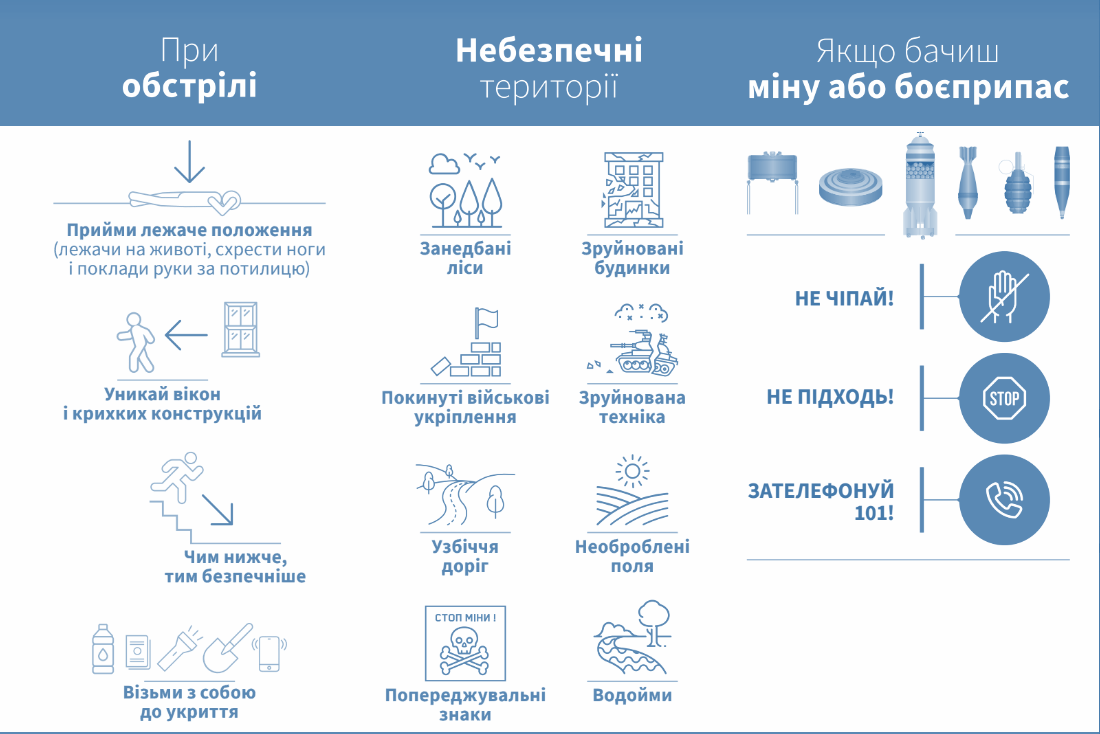 При
обстрілі
Прийми лежаче положення
(лежачи на животі, схрести ноги
і поклади руки за потилицю)
Уникай вікон
і крихких конструкцій
Чим нижче,
тим безпечніше
Візьми з собою
до укриття
Небезпечні
території
Занедбані
ліси
Зруйновані
будинки
Покинуті військові
укріплення
Зруйнована
техніка
Узбіччя
доріг
Необроблені
поля
СТОП МІНИ !
Попереджувальні
знаки
Водойми
Якщо бачиш
міну або боєприпас
НЕ ЧІПАЙ!
НЕ ПІДХОДЬ!
STOP
ЗАТЕЛЕФОНУЙ
101!